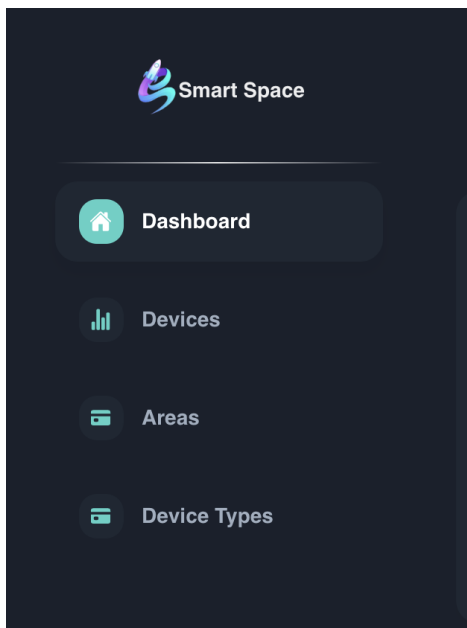 Smart Space
Dashboard
Devices
Areas
Device Types